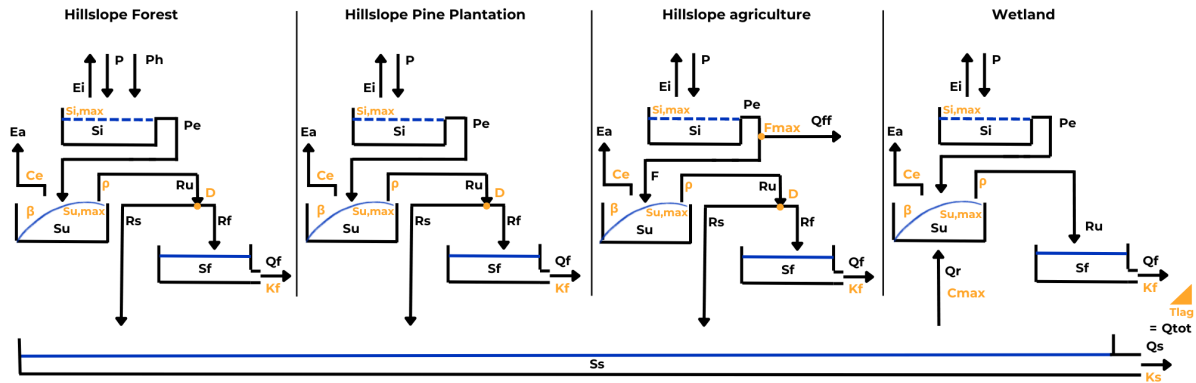 Hillslope Forest
P
Ph
Ei
Si,max
Si
Pe
Ea
Ce
ρ
Ru
D
β
Su,max
Su
Rs
Rf
Sf
Qf
Kf
Hillslope Pine Plantation
P
Ei
Si,max
Si
Pe
Ea
Ce
ρ
Ru
D
β
Su,max
Su
Rs
Rf
Sf
Qf
Kf
Hillslope agriculture
P
Ei
Si,max
Si
Pe
Qff
Fmax
Ea
Ce
F
ρ
Ru
D
β
Su,max
Su
Rs
Rf
Sf
Qf
Kf
Wetland
P
Ei
Si,max
Si
Pe
Ea
Ce
ρ
β
Su,max
Su
Ru
Sf
Qf
Kf
Qr
Cmax
Tlag
= Qtot
Qs
Ss
Ks